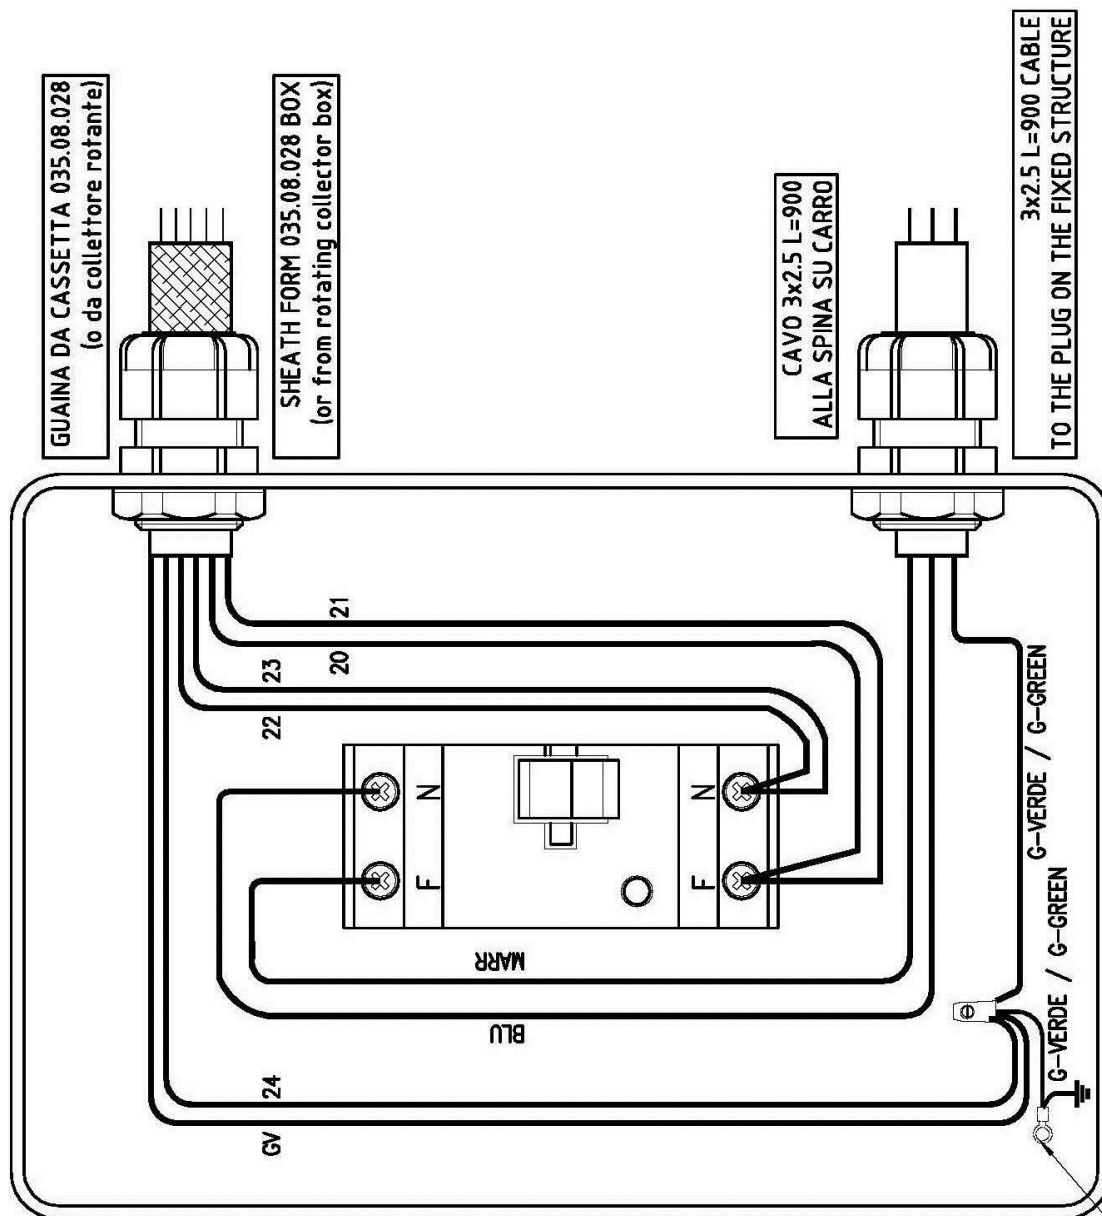 GUAINA DA CASSETTA 035.08.028
(o da collettore rotante)
SHEATH FORM 035.08.028 BOX
(or from rotating collector box)
CAVO 3x2.5 L=900
ALLA SPINA SU CARRO
3x2.5 L=900 CABLE
TO THE PLUG ON THE FIXED STRUCTURE
21
20
23
22
N
F
N
F
MARR
BLU
24
GV
G-VERDE / G-GREEN
G-VERDE / G-GREEN